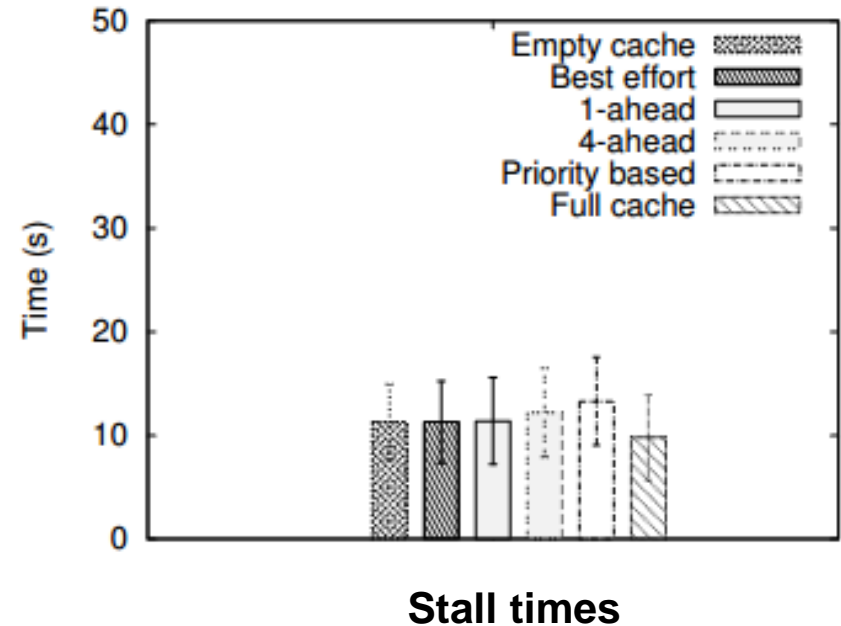 50
40
30
20
10
0
Time (s)
Empty cache
Best effort
1-ahead
4-ahead
Priority based
Full cache
Stall times